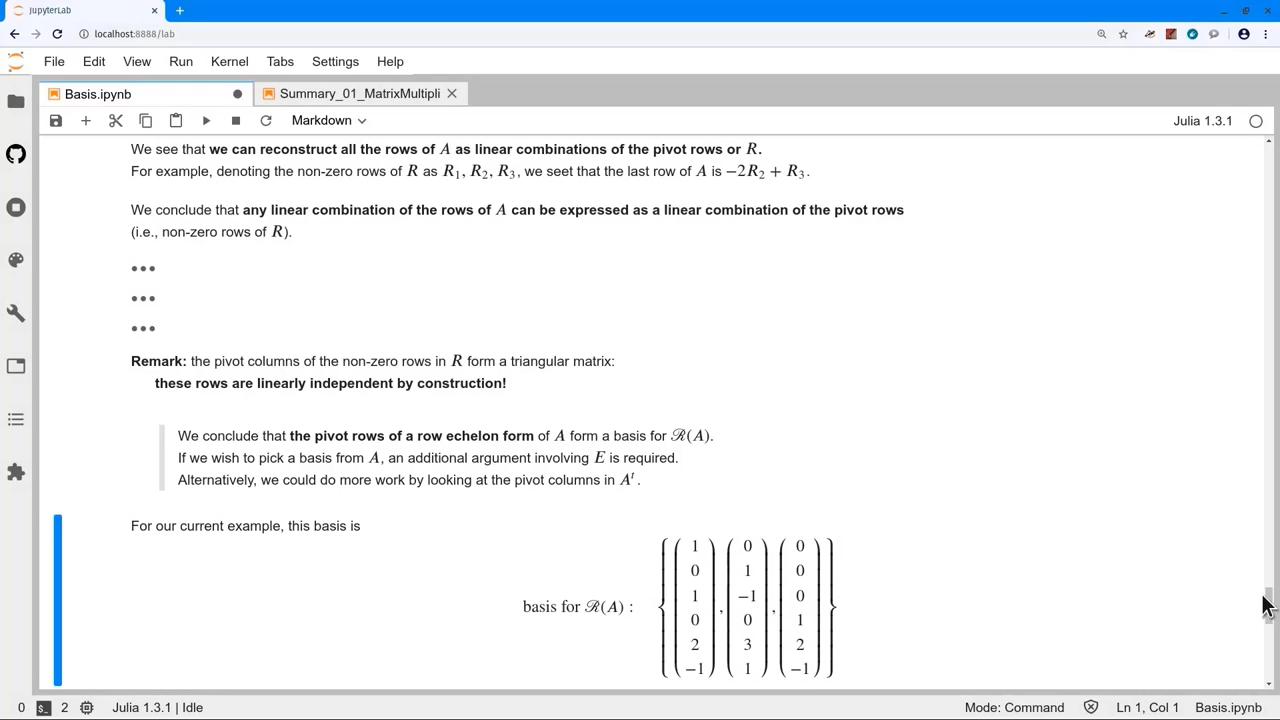 JupyterLab
localhost:8888/lab
File Edit View Run Kernel Tabs Settings Help
Basis.ipynb
Summary_01_MatrixMultipli
Markdown
Julia 1.3.1
We see that we can reconstruct all the rows of A as linear combinations of the pivot rows or R.
For example, denoting the non-zero rows of R as R₁, R₂, R₃, we seet that the last row of A is −2R₂ + R₃.
We conclude that any linear combination of the rows of A can be expressed as a linear combination of the pivot rows
(i.e., non-zero rows of R).
Remark: the pivot columns of the non-zero rows in R form a triangular matrix:
these rows are linearly independent by construction!
We conclude that the pivot rows of a row echelon form of A form a basis for ℛ(A).
If we wish to pick a basis from A, an additional argument involving E is required.
Alternatively, we could do more work by looking at the pivot columns in Aᵗ.
For our current example, this basis is
1 0 0
0 1 0
1 −1 0
basis for ℛ(A) : { ( ), ( ), ( ) }
0 0 1
2 3 2
−1 1 −1
0 2 Julia 1.3.1 | Idle Mode: Command Ln 1, Col 1 Basis.ipynb